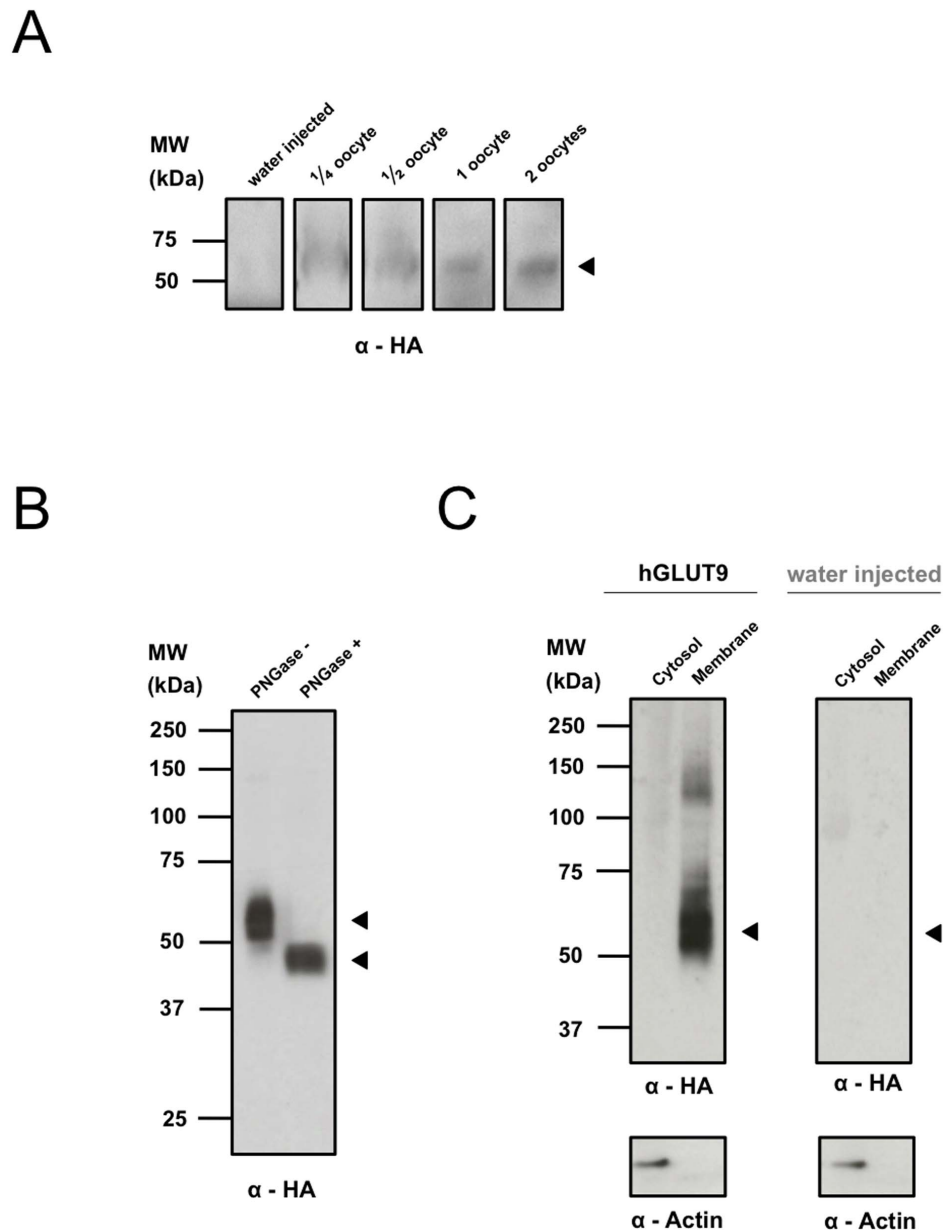 A
MW
(kDa)
water injected
¼ oocyte
½ oocyte
1 oocyte
2 oocytes
75
50
α - HA
B
MW
(kDa)
PNGase -
PNGase +
250
150
100
75
50
37
25
α - HA
C
hGLUT9
water injected
MW
(kDa)
Cytosol
Membrane
Cytosol
Membrane
250
150
100
75
50
37
α - HA
α - HA
α - Actin
α - Actin